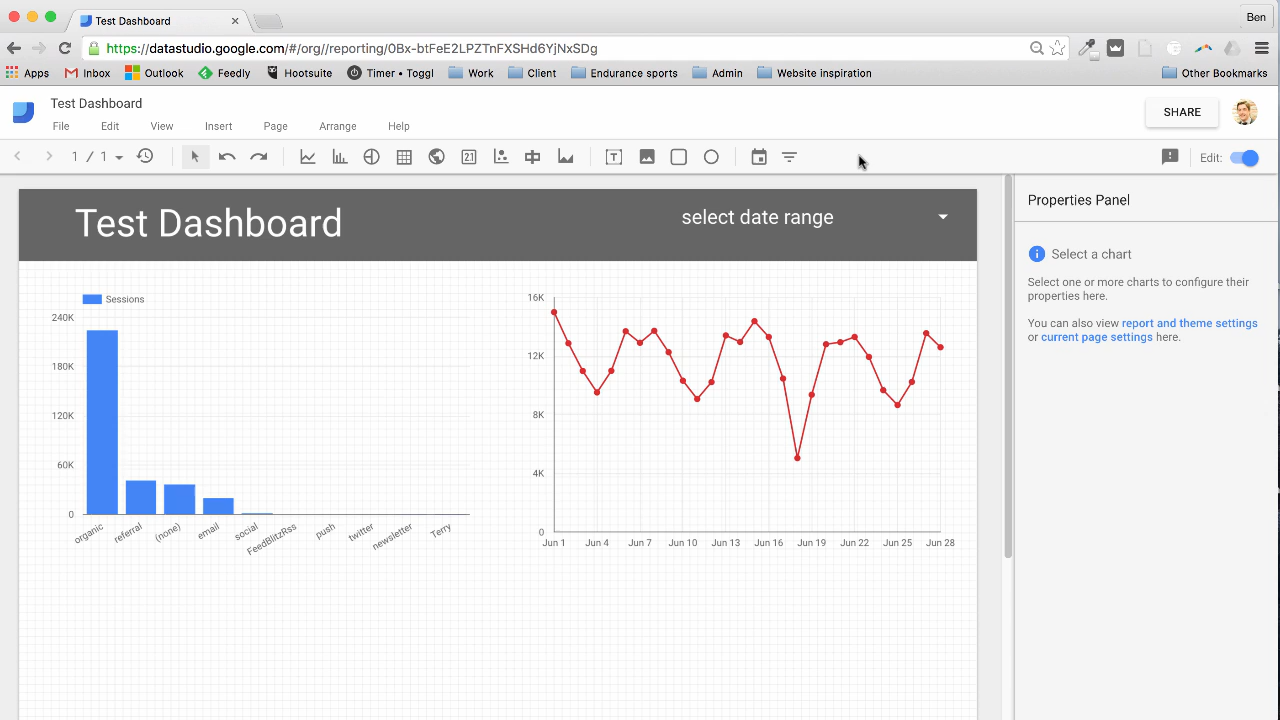 Test Dashboard
Ben
https://datastudio.google.com/#/org//reporting/0Bx-btFeE2LPZTnFXSHd6YjNxSDg
Apps Inbox Outlook Feedly Hootsuite Timer • Toggl Work Client Endurance sports Admin Website inspiration Other Bookmarks
Test Dashboard
SHARE
File Edit View Insert Page Arrange Help
1 / 1
21
T
Edit:
Test Dashboard
select date range
Properties Panel
Select a chart
Select one or more charts to configure their
properties here.
You can also view report and theme settings
or current page settings here.
Sessions
240K
180K
120K
60K
0
organic referral (none) email social FeedBlitzRss push twitter newsletter Terry
16K
12K
8K
4K
0
Jun 1 Jun 4 Jun 7 Jun 10 Jun 13 Jun 16 Jun 19 Jun 22 Jun 25 Jun 28